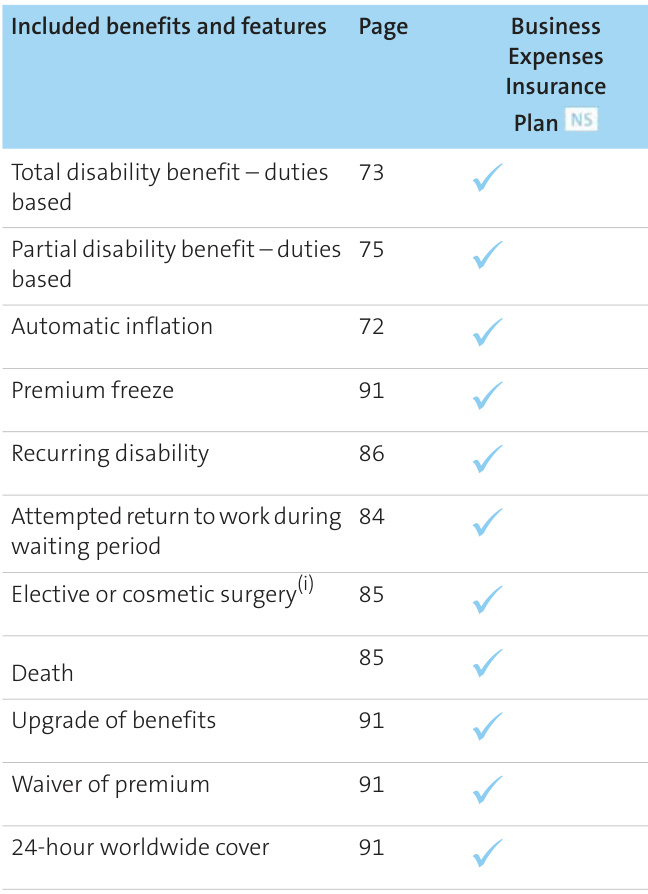 Included benefits and features Page Business
Expenses
Insurance
Plan NS
Total disability benefit – duties 73 ✓
based
Partial disability benefit – duties 75 ✓
based
Automatic inflation 72 ✓
Premium freeze 91 ✓
Recurring disability 86 ✓
Attempted return to work during 84 ✓
waiting period
Elective or cosmetic surgery(i) 85 ✓
Death 85 ✓
Upgrade of benefits 91 ✓
Waiver of premium 91 ✓
24-hour worldwide cover 91 ✓